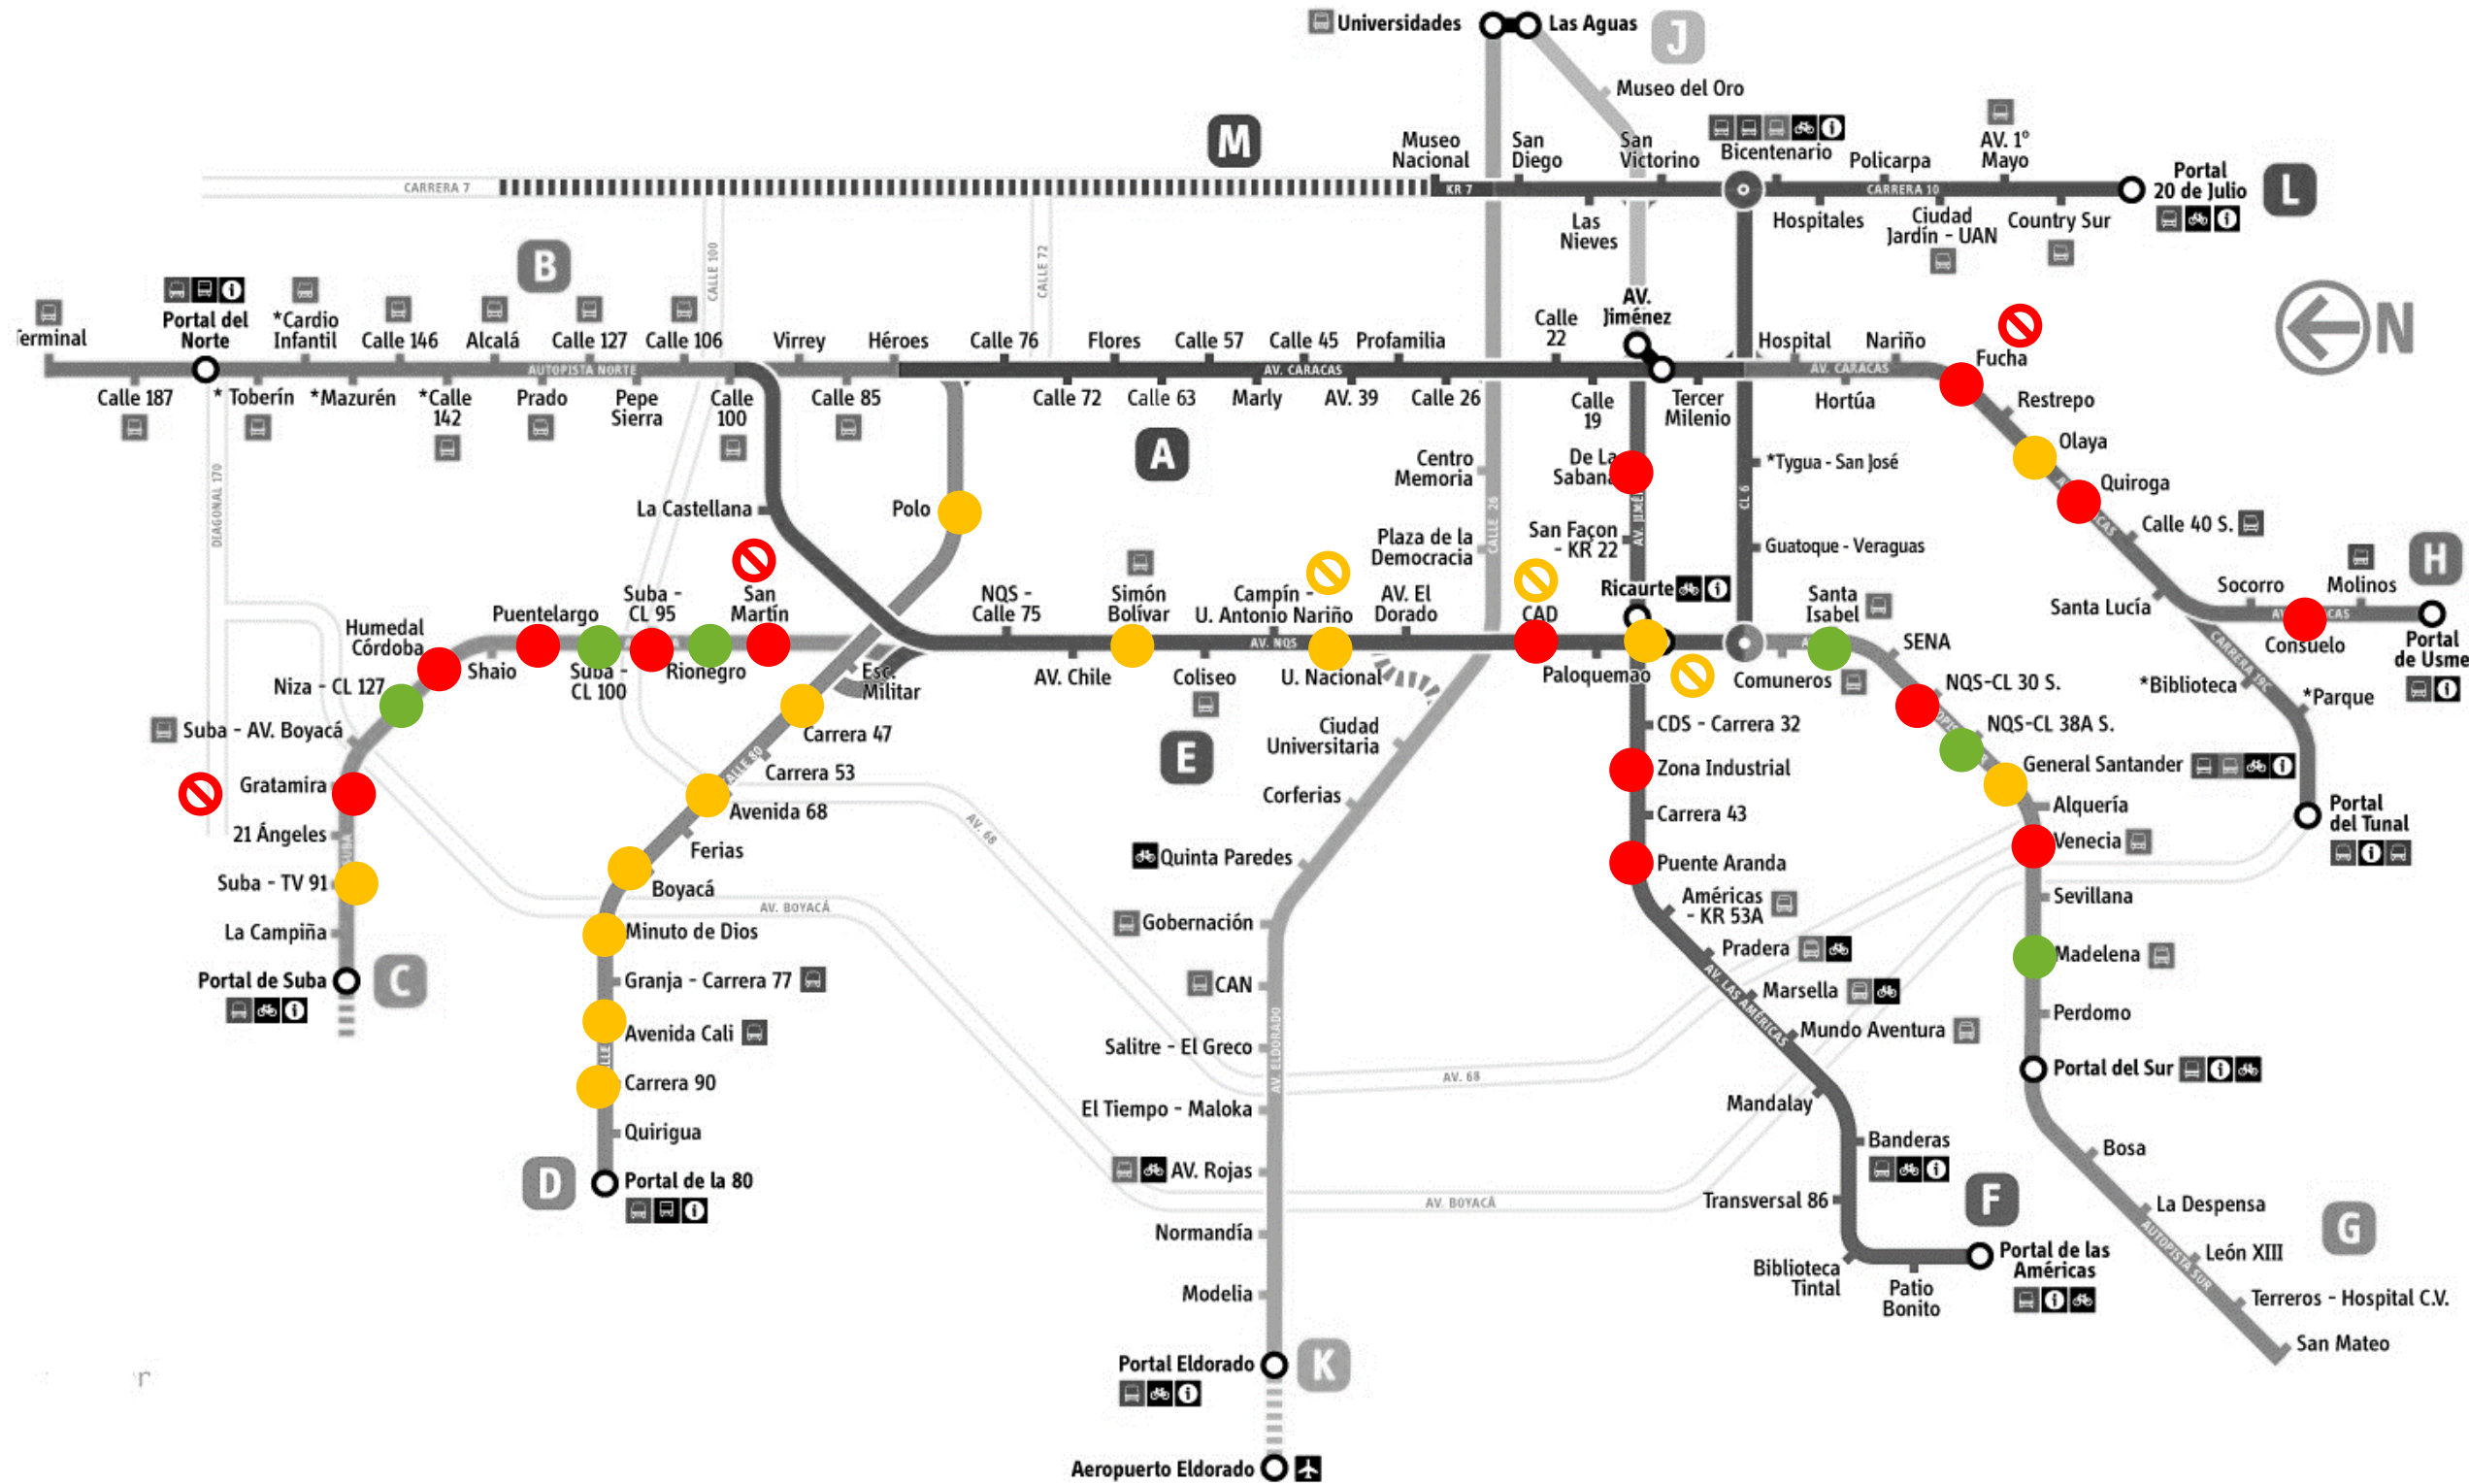 Universidades
Las Aguas
J
Museo del Oro
M
Museo
Nacional
San
Diego
San
Victorino
Bicentenario
Policarpa
AV. 1°
Mayo
Portal
20 de Julio
L
CARRERA 7
KR 7
CARRERA 10
Las
Nieves
Hospitales
Ciudad
Jardín - UAN
Country Sur
B
CALLE 100
CALLE 72
N
Portal del
Norte
*Cardio
Infantil
Calle 146
Alcalá
Calle 127
Calle 106
Virrey
Héroes
Calle 76
Flores
Calle 57
Calle 45
Profamilia
Calle
22
AV.
Jiménez
Hospital
Nariño
Fucha
AUTOPISTA NORTE
AV. CARACAS
AV. CARACAS
Calle 187
* Toberín
*Mazurén
*Calle
142
Prado
Pepe
Sierra
Calle
100
Calle 85
Calle 72
Calle 63
Marly
AV. 39
Calle 26
Calle
19
Tercer
Milenio
Hortúa
Restrepo
Olaya
Quiroga
Calle 40 S.
A
DIAGONAL 170
La Castellana
Polo
Centro
Memoria
Plaza de la
Democracia
CALLE 26
De La
Sabana
San Façon
- KR 22
CL 6
*Tygua - San José
Guatoque - Veraguas
Santa Lucía
Socorro
Molinos
H
Consuelo
Portal
de Usme
CARRERA 19C
*Biblioteca
*Parque
Portal
del Tunal
Humedal
Córdoba
Puentelargo
Suba -
CL 95
San
Martín
NQS -
Calle 75
Simón
Bolívar
Campín -
U. Antonio Nariño
AV. El
Dorado
CAD
Ricaurte
Santa
Isabel
SENA
AV. NQS
Niza - CL 127
Shaio
Suba -
CL 100
Rionegro
Esc.
Militar
AV. Chile
Coliseo
U. Nacional
Paloquemao
Comuneros
NQS-CL 30 S.
NQS-CL 38A S.
General Santander
Alquería
Venecia
Sevillana
Madelena
Perdomo
Portal del Sur
Bosa
La Despensa
León XIII
Terreros - Hospital C.V.
San Mateo
AUTOPISTA SUR
G
Suba - AV. Boyacá
Gratamira
21 Ángeles
Suba - TV 91
La Campiña
Portal de Suba
C
Carrera 47
Carrera 53
Avenida 68
Ferias
Boyacá
Minuto de Dios
Granja - Carrera 77
Avenida Cali
Carrera 90
Quirigua
Portal de la 80
D
AV. 68
AV. BOYACÁ
E
Ciudad
Universitaria
Corferias
Quinta Paredes
Gobernación
CAN
Salitre - El Greco
El Tiempo - Maloka
AV. Rojas
Normandía
Modelia
Portal Eldorado
K
Aeropuerto Eldorado
AV. ELDORADO
AV. 68
AV. BOYACÁ
CDS - Carrera 32
Zona Industrial
Carrera 43
Puente Aranda
Américas
- KR 53A
Pradera
Marsella
Mundo Aventura
AV. LAS AMÉRICAS
Mandalay
Banderas
Transversal 86
F
Biblioteca
Tintal
Patio
Bonito
Portal de las
Américas